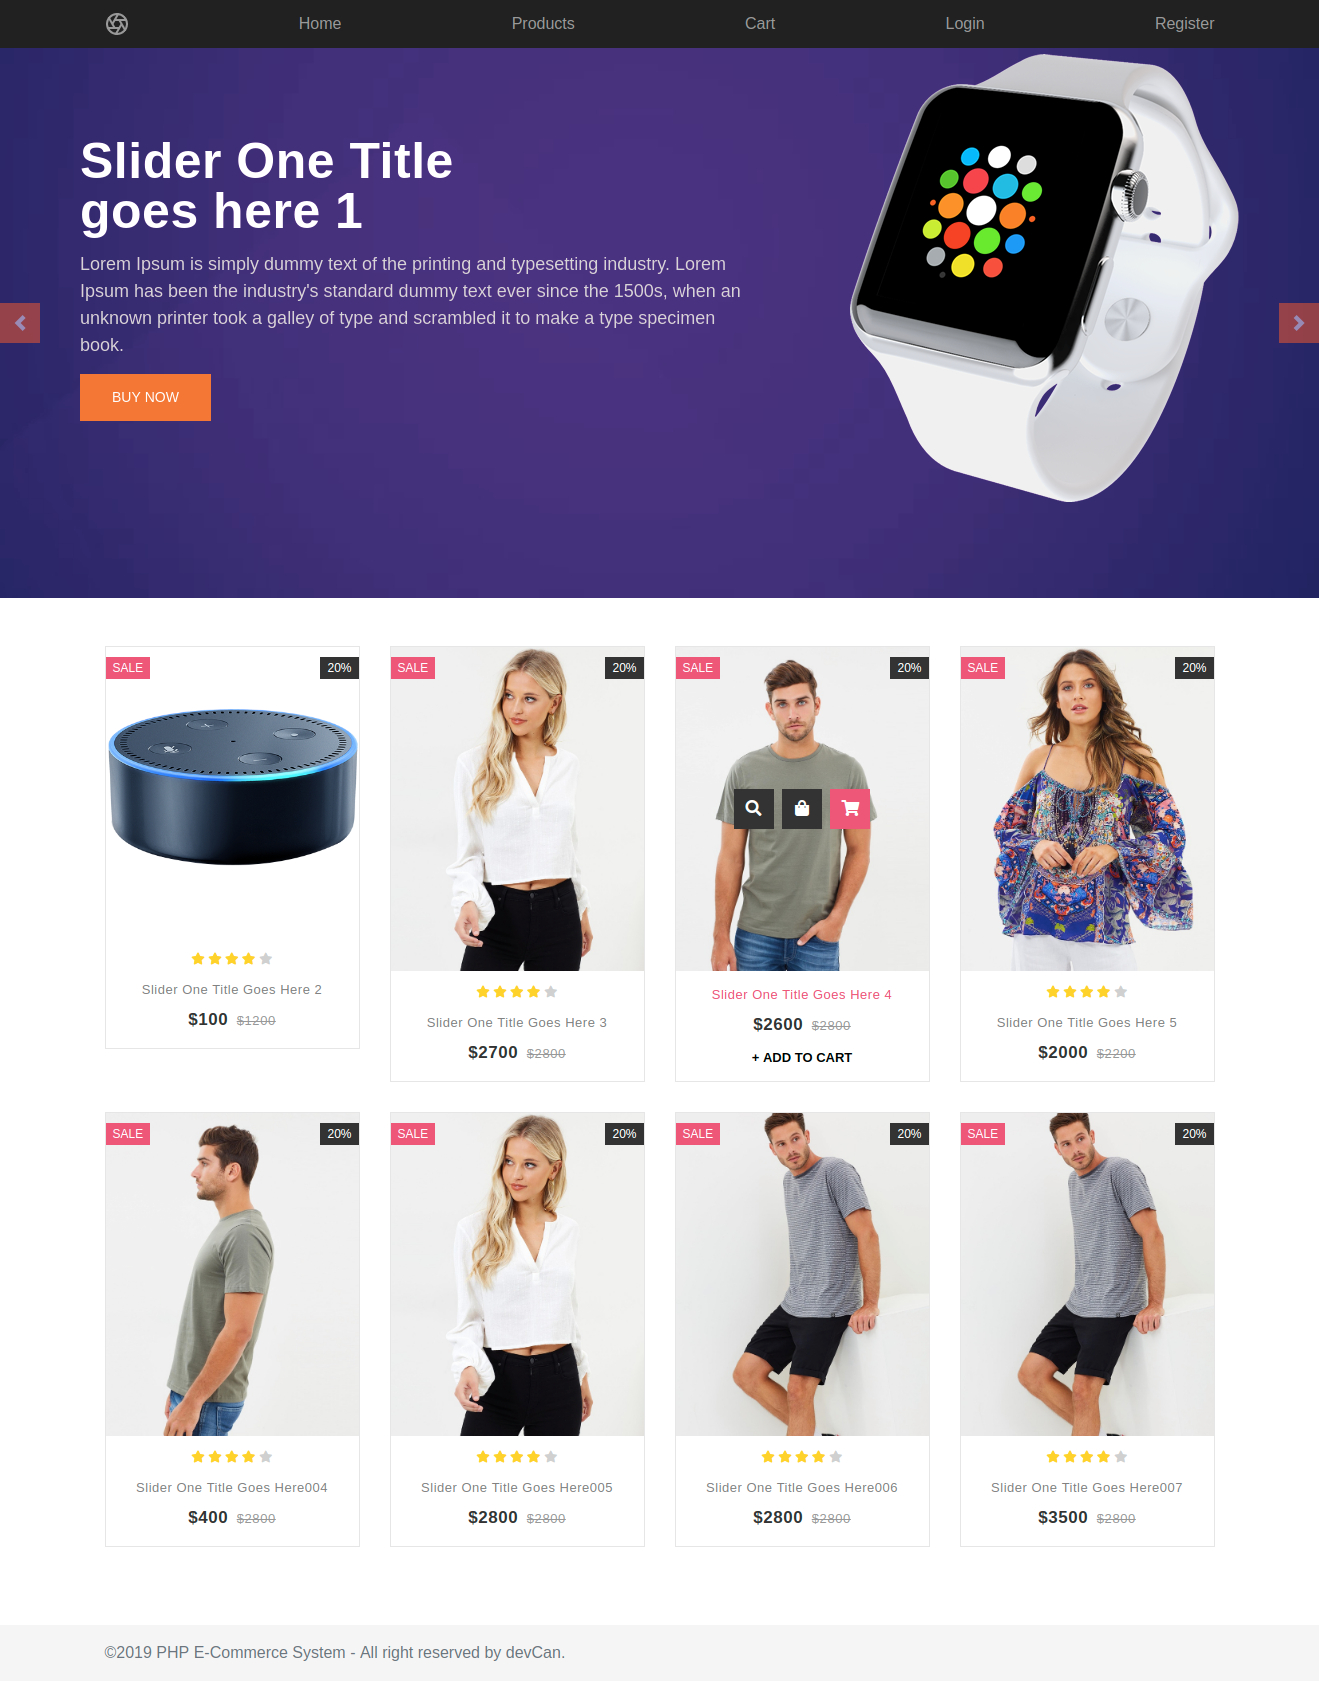 Home Products Cart Login Register
Slider One Title
goes here 1
Lorem Ipsum is simply dummy text of the printing and typesetting industry. Lorem
Ipsum has been the industry's standard dummy text ever since the 1500s, when an
unknown printer took a galley of type and scrambled it to make a type specimen
book.
BUY NOW
SALE 20% SALE 20% SALE 20% SALE 20%
Slider One Title Goes Here 2
$100 $1200
Slider One Title Goes Here 3
$2700 $2800
Slider One Title Goes Here 4
$2600 $2800
+ ADD TO CART
Slider One Title Goes Here 5
$2000 $2200
SALE 20% SALE 20% SALE 20% SALE 20%
Slider One Title Goes Here004
$400 $2800
Slider One Title Goes Here005
$2800 $2800
Slider One Title Goes Here006
$2800 $2800
Slider One Title Goes Here007
$3500 $2800
©2019 PHP E-Commerce System - All right reserved by devCan.